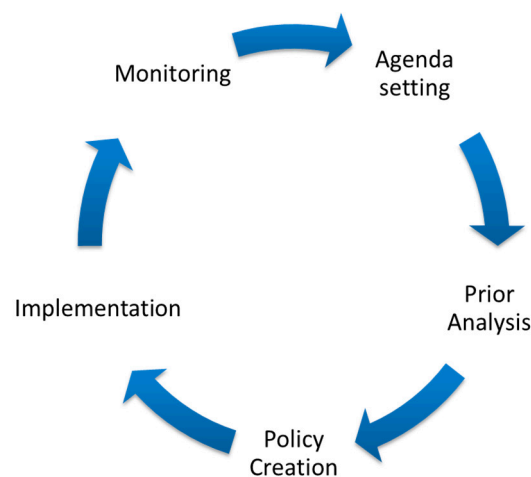 Monitoring
Agenda
setting
Prior
Analysis
Policy
Creation
Implementation